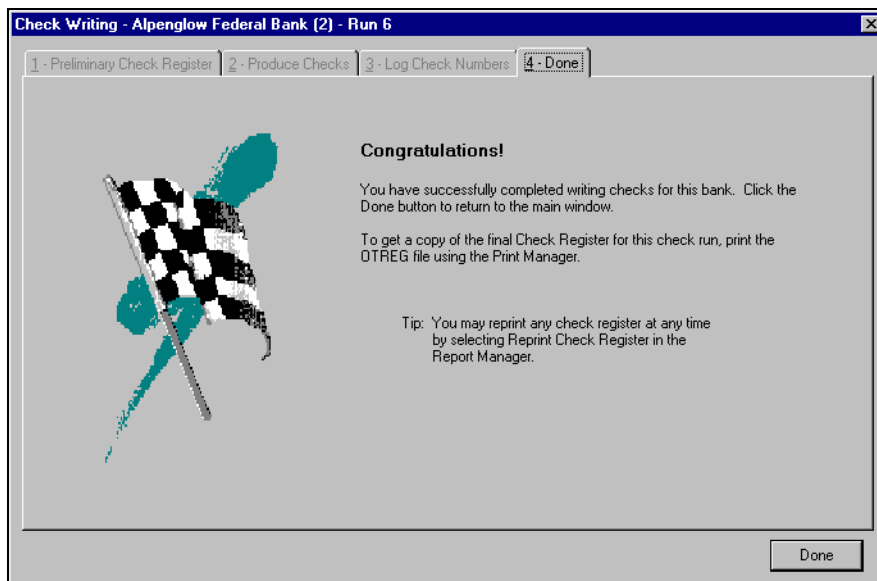 Check Writing - Alpenglow Federal Bank (2) - Run 6
1 - Preliminary Check Register 2 - Produce Checks 3 - Log Check Numbers 4 - Done
Congratulations!
You have successfully completed writing checks for this bank. Click the
Done button to return to the main window.
To get a copy of the final Check Register for this check run, print the
OTREG file using the Print Manager.
Tip: You may reprint any check register at any time
by selecting Reprint Check Register in the
Report Manager.
Done